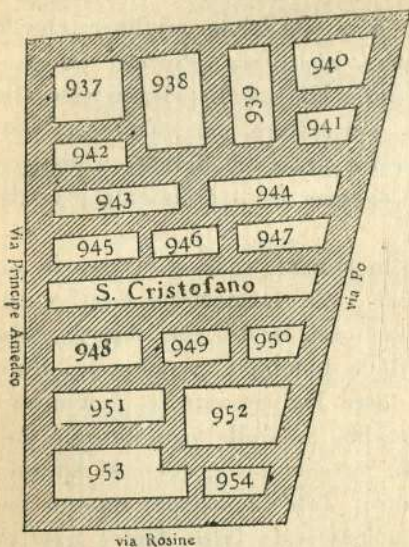 937 938 939 940
941
942
943 944
945 946 947
S. Cristofano
948 949 950
951 952
953 954
Via Principe Amedeo
via Po
via Rosine